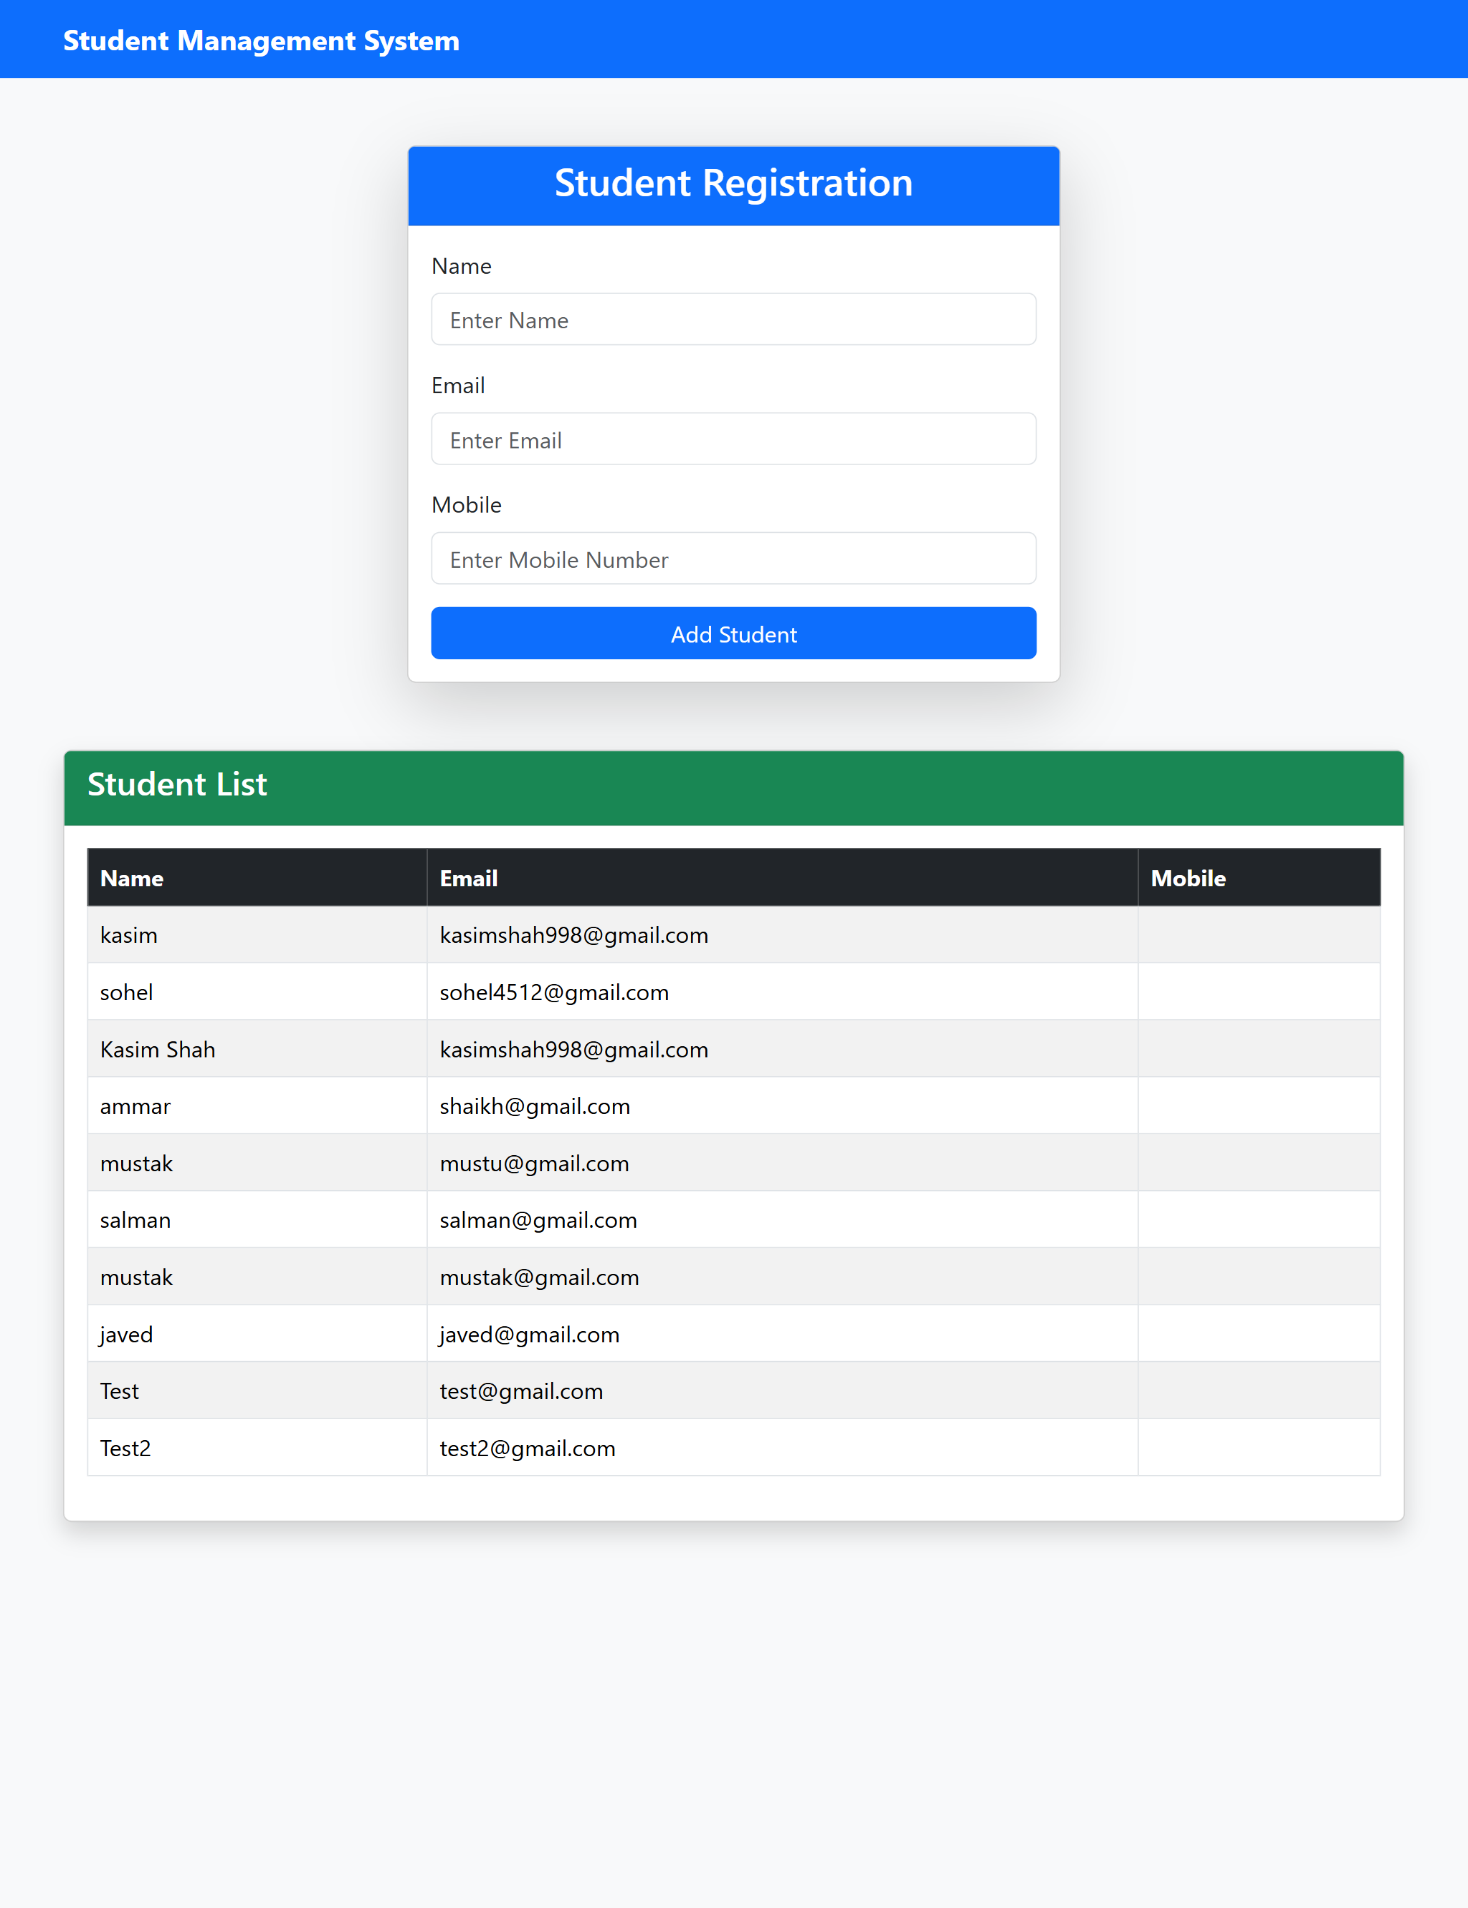 Student Management System
Student Registration
Name
Enter Name
Email
Enter Email
Mobile
Enter Mobile Number
Add Student
Student List
Name Email Mobile
kasim kasimshah998@gmail.com
sohel sohel4512@gmail.com
Kasim Shah kasimshah998@gmail.com
ammar shaikh@gmail.com
mustak mustu@gmail.com
salman salman@gmail.com
mustak mustak@gmail.com
javed javed@gmail.com
Test test@gmail.com
Test2 test2@gmail.com